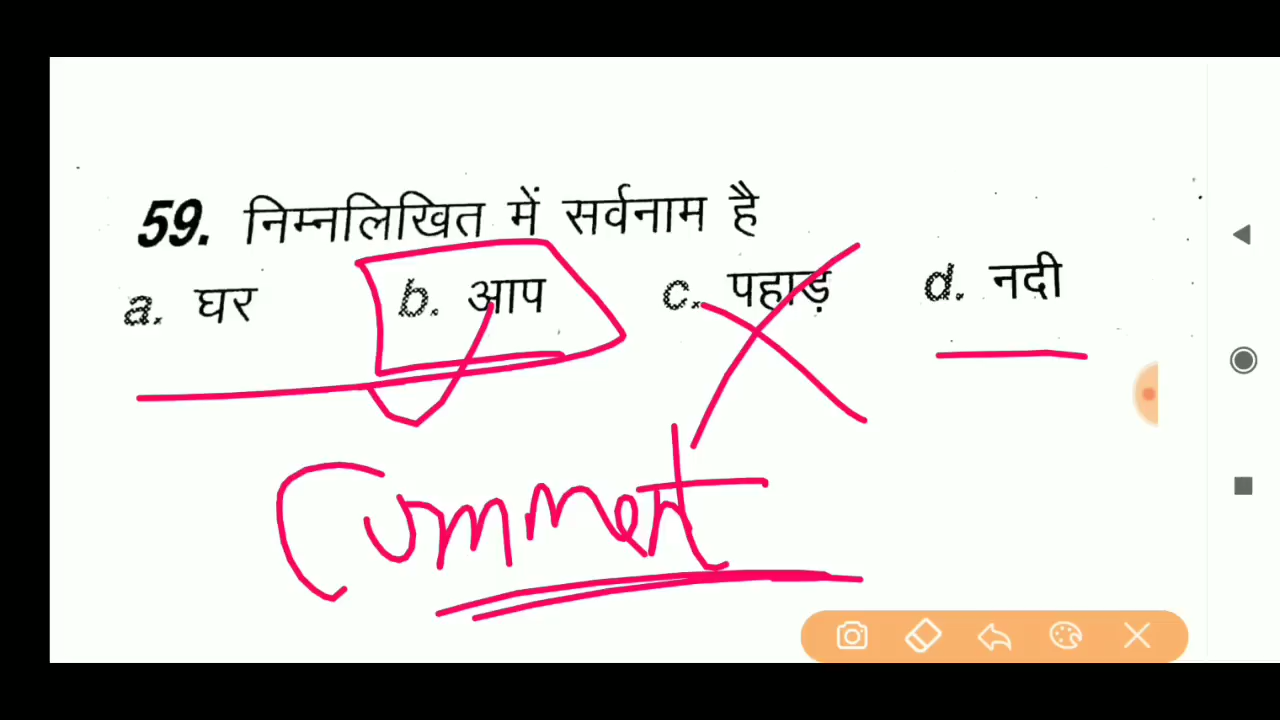 59. निम्नलिखित में सर्वनाम है
a. घर b. आप c. पहाड़ d. नदी
Comment